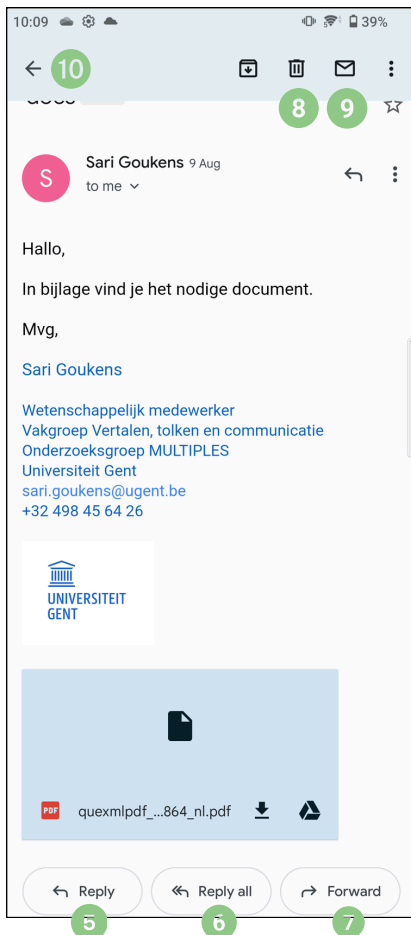 10:09 39%
10
docs
8 9
S Sari Goukens 9 Aug
to me
Hallo,
In bijlage vind je het nodige document.
Mvg,
Sari Goukens
Wetenschappelijk medewerker
Vakgroep Vertalen, tolken en communicatie
Onderzoeksgroep MULTIPLES
Universiteit Gent
sari.goukens@ugent.be
+32 498 45 64 26
UNIVERSITEIT
GENT
PDF quexmlpdf_...864_nl.pdf
Reply Reply all Forward
5 6 7